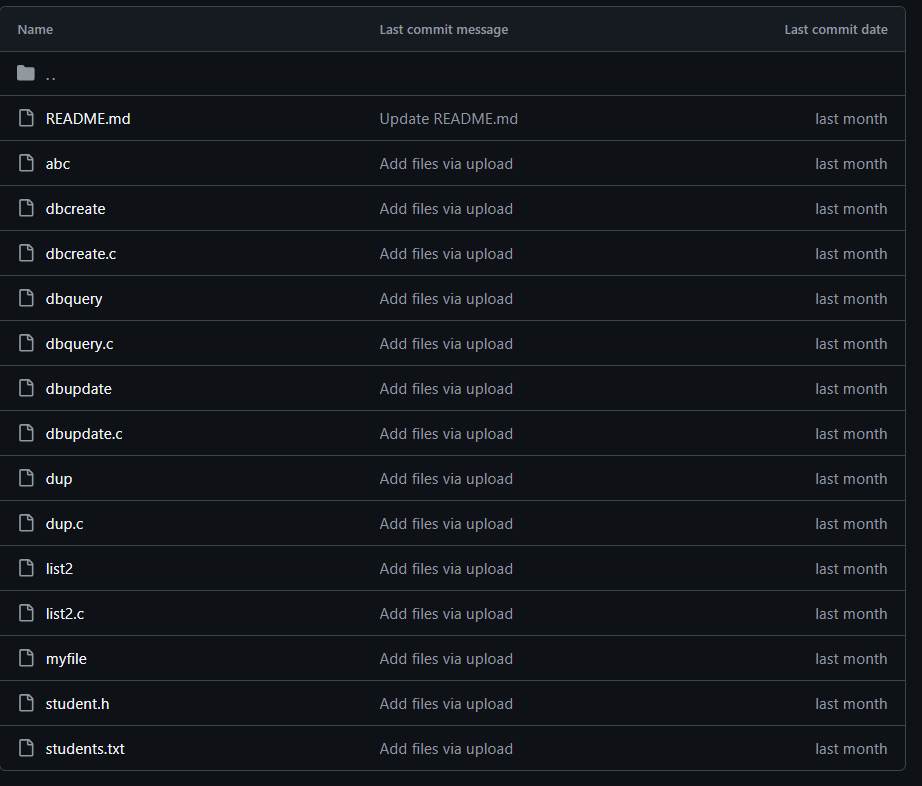 Name Last commit message Last commit date
..
README.md Update README.md last month
abc Add files via upload last month
dbcreate Add files via upload last month
dbcreate.c Add files via upload last month
dbquery Add files via upload last month
dbquery.c Add files via upload last month
dbupdate Add files via upload last month
dbupdate.c Add files via upload last month
dup Add files via upload last month
dup.c Add files via upload last month
list2 Add files via upload last month
list2.c Add files via upload last month
myfile Add files via upload last month
student.h Add files via upload last month
students.txt Add files via upload last month